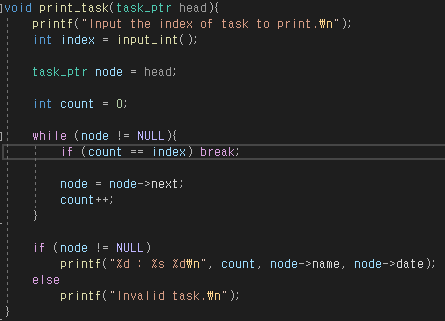 void print_task(task_ptr head){
printf("Input the index of task to print.₩n");
int index = input_int();
task_ptr node = head;
int count = 0;
while (node != NULL){
if (count == index) break;
node = node->next;
count++;
}
if (node != NULL)
printf("%d : %s %d₩n", count, node->name, node->date);
else
printf("Invalid task.₩n");
}